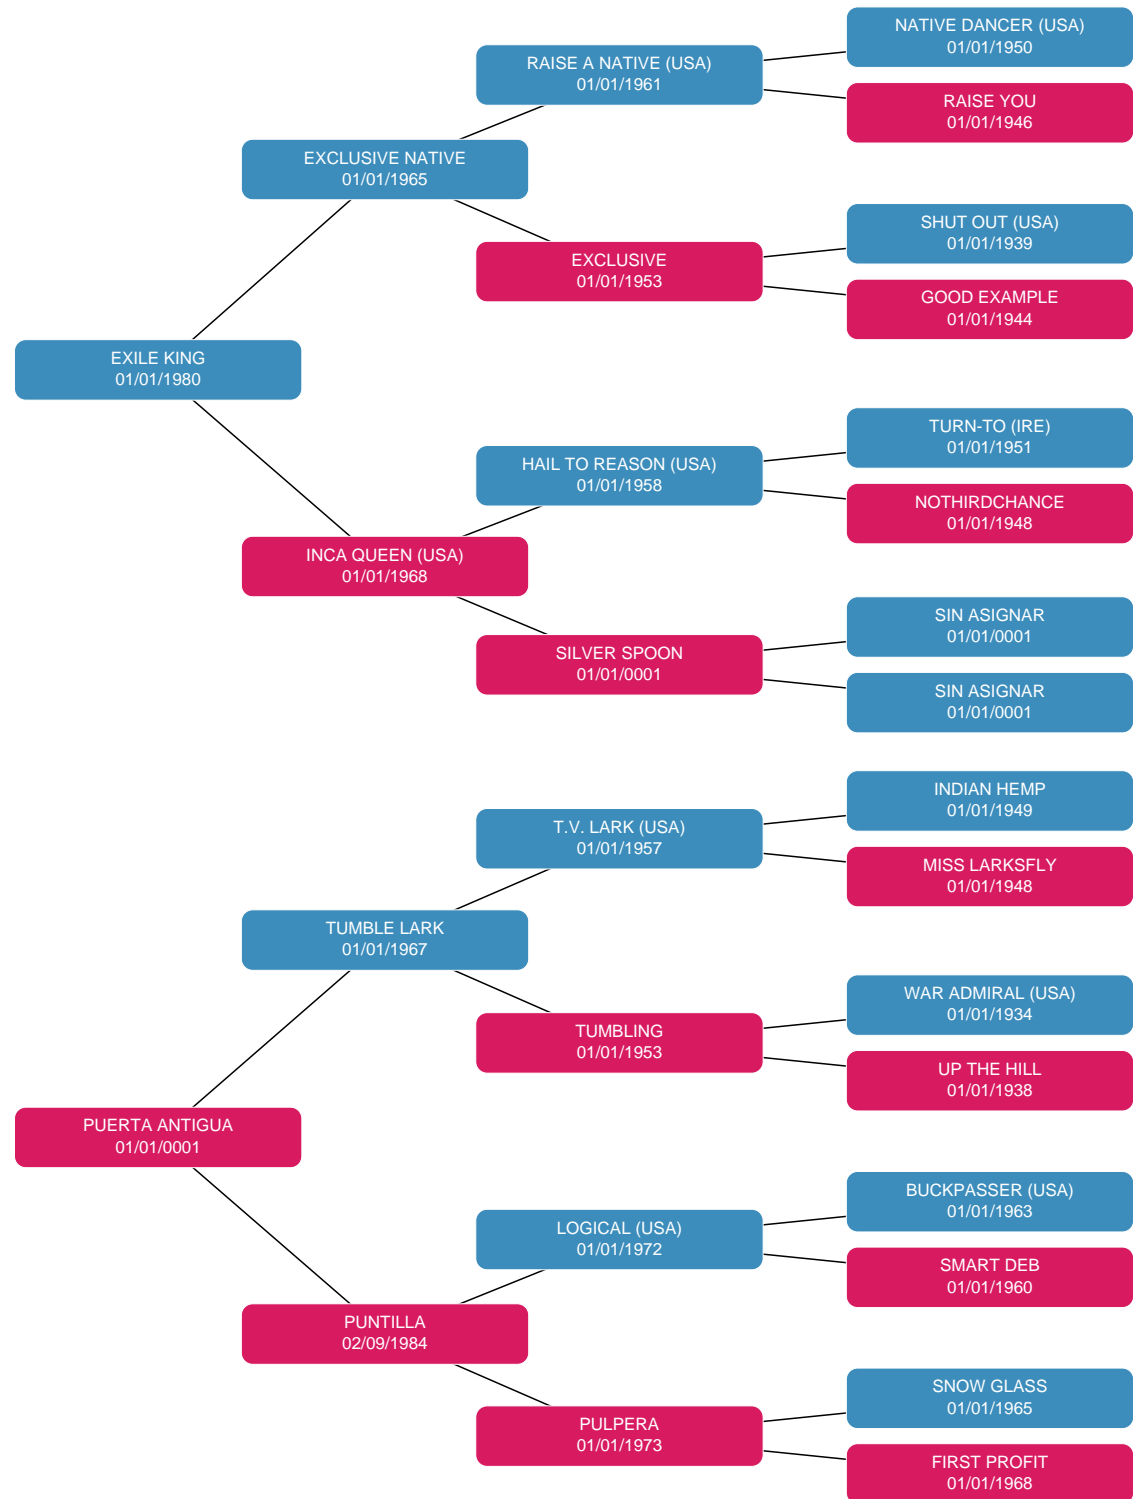 NATIVE DANCER (USA)
01/01/1950
RAISE A NATIVE (USA)
01/01/1961
RAISE YOU
01/01/1946
EXCLUSIVE NATIVE
01/01/1965
SHUT OUT (USA)
01/01/1939
EXCLUSIVE
01/01/1953
GOOD EXAMPLE
01/01/1944
EXILE KING
01/01/1980
TURN-TO (IRE)
01/01/1951
HAIL TO REASON (USA)
01/01/1958
NOTHIRDCHANCE
01/01/1948
INCA QUEEN (USA)
01/01/1968
SIN ASIGNAR
01/01/0001
SILVER SPOON
01/01/0001
SIN ASIGNAR
01/01/0001
INDIAN HEMP
01/01/1949
T.V. LARK (USA)
01/01/1957
MISS LARKSFLY
01/01/1948
TUMBLE LARK
01/01/1967
WAR ADMIRAL (USA)
01/01/1934
TUMBLING
01/01/1953
UP THE HILL
01/01/1938
PUERTA ANTIGUA
01/01/0001
BUCKPASSER (USA)
01/01/1963
LOGICAL (USA)
01/01/1972
SMART DEB
01/01/1960
PUNTILLA
02/09/1984
SNOW GLASS
01/01/1965
PULPERA
01/01/1973
FIRST PROFIT
01/01/1968